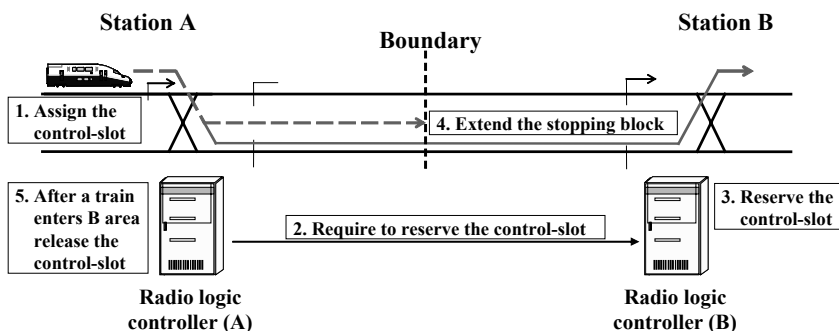 Station A
Station B
Boundary
1. Assign the
control-slot
4. Extend the stopping block
5. After a train
enters B area
release the
control-slot
2. Require to reserve the control-slot
3. Reserve the
control-slot
Radio logic
controller (A)
Radio logic
controller (B)